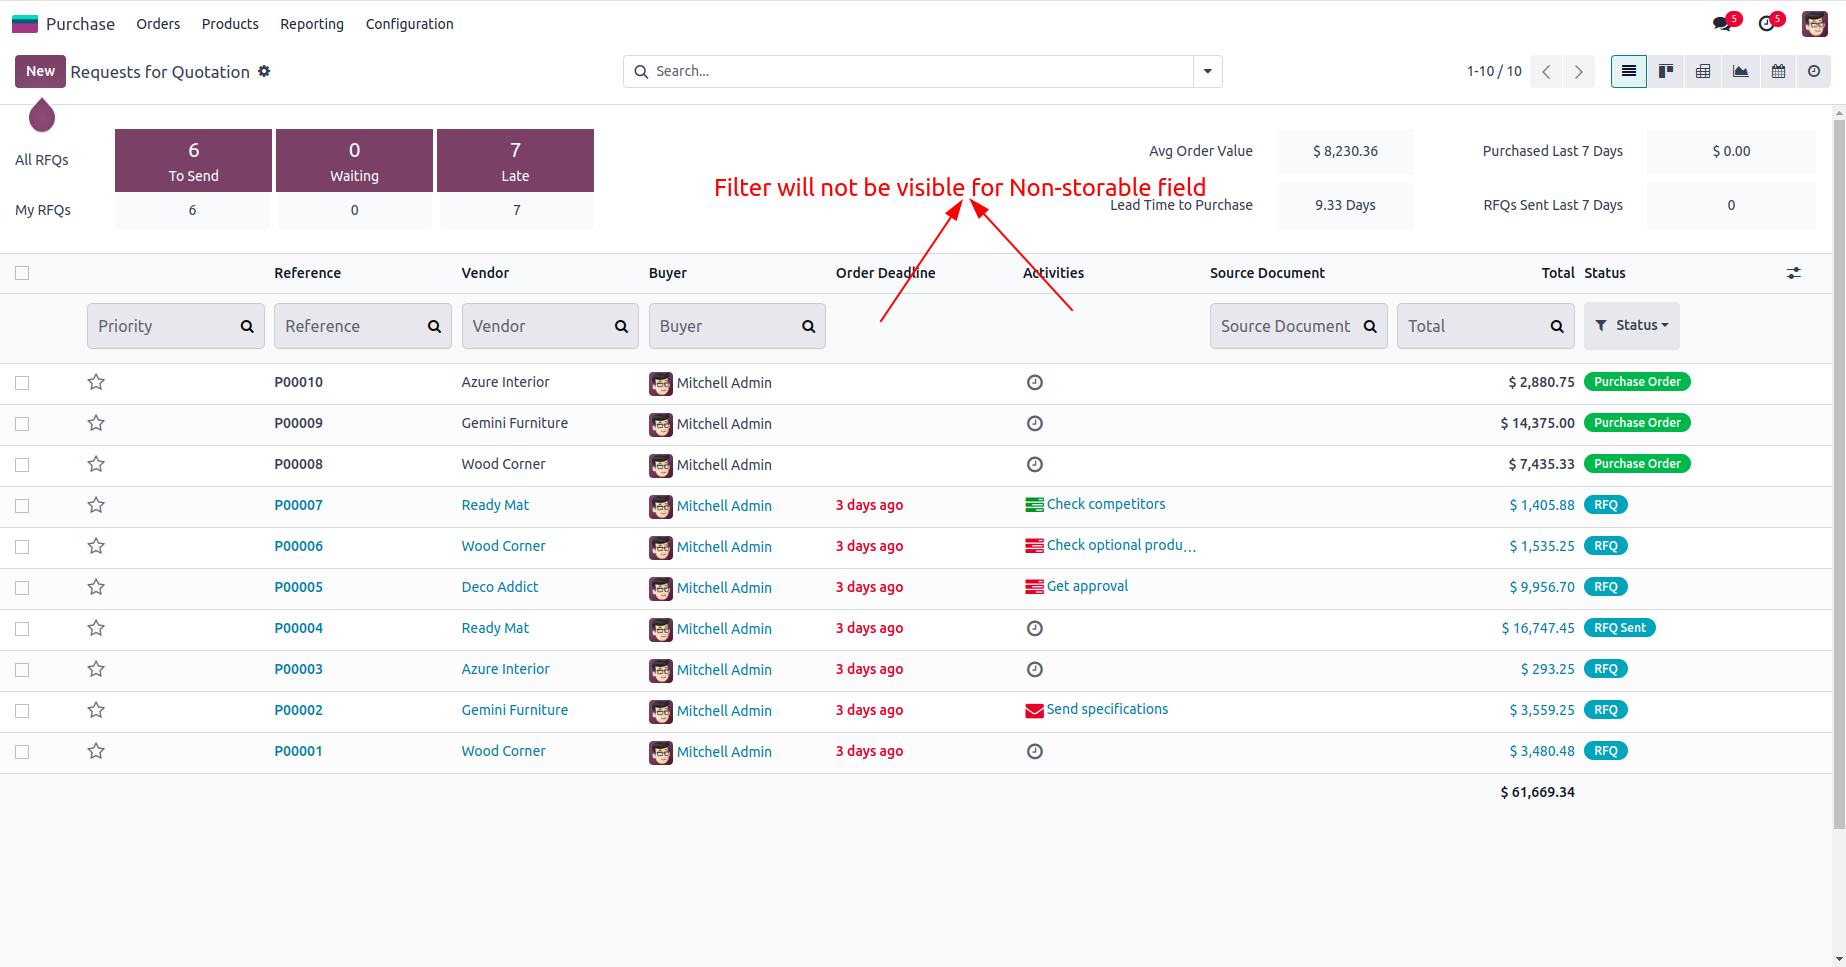 Purchase Orders Products Reporting Configuration 5 5
New Requests for Quotation Search... 1-10 / 10
All RFQs 6 To Send 0 Waiting 7 Late
My RFQs 6 0 7
Avg Order Value $ 8,230.36 Purchased Last 7 Days $ 0.00
Filter will not be visible for Non-storable field
Lead Time to Purchase 9.33 Days RFQs Sent Last 7 Days 0
Reference Vendor Buyer Order Deadline Activities Source Document Total Status
Priority Reference Vendor Buyer Source Document Total Status
P00010 Azure Interior Mitchell Admin $ 2,880.75 Purchase Order
P00009 Gemini Furniture Mitchell Admin $ 14,375.00 Purchase Order
P00008 Wood Corner Mitchell Admin $ 7,435.33 Purchase Order
P00007 Ready Mat Mitchell Admin 3 days ago Check competitors $ 1,405.88 RFQ
P00006 Wood Corner Mitchell Admin 3 days ago Check optional produ... $ 1,535.25 RFQ
P00005 Deco Addict Mitchell Admin 3 days ago Get approval $ 9,956.70 RFQ
P00004 Ready Mat Mitchell Admin 3 days ago $ 16,747.45 RFQ Sent
P00003 Azure Interior Mitchell Admin 3 days ago $ 293.25 RFQ
P00002 Gemini Furniture Mitchell Admin 3 days ago Send specifications $ 3,559.25 RFQ
P00001 Wood Corner Mitchell Admin 3 days ago $ 3,480.48 RFQ
$ 61,669.34